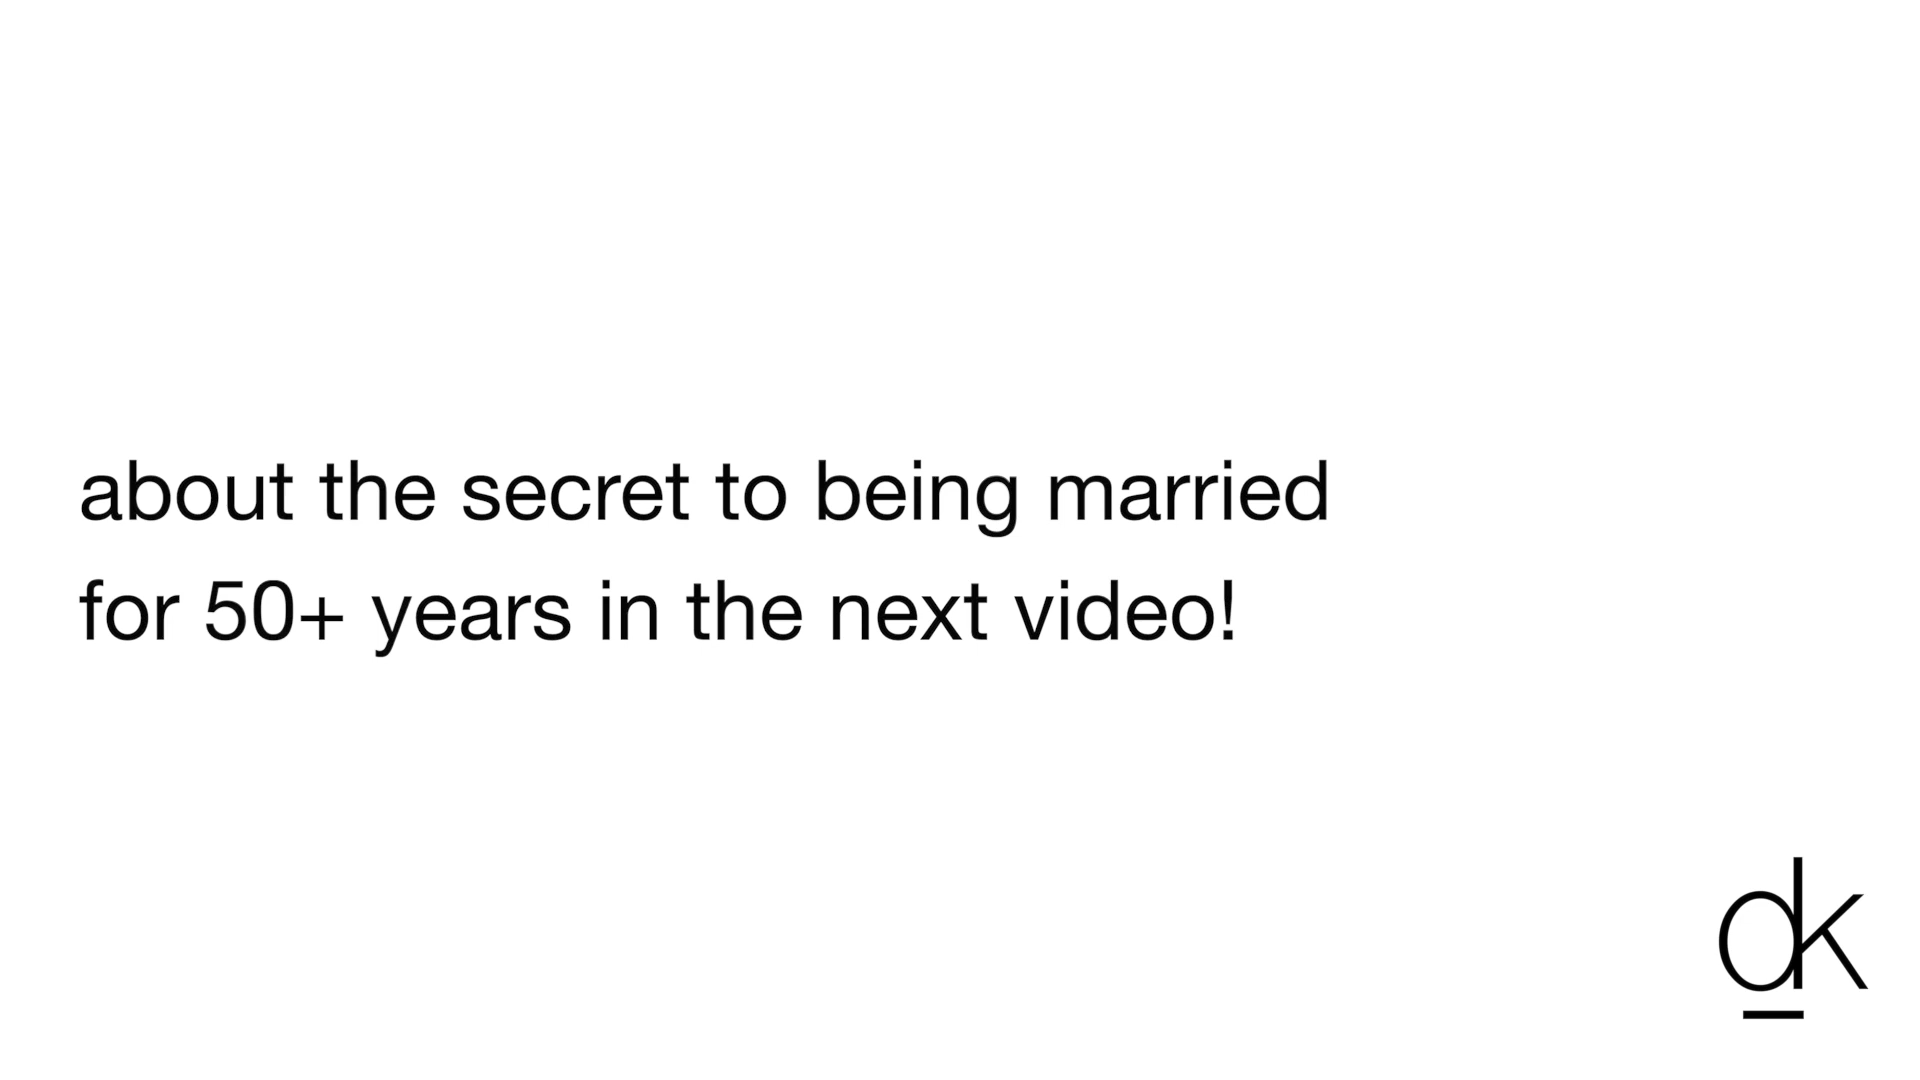 about the secret to being married
for 50+ years in the next video!
dk